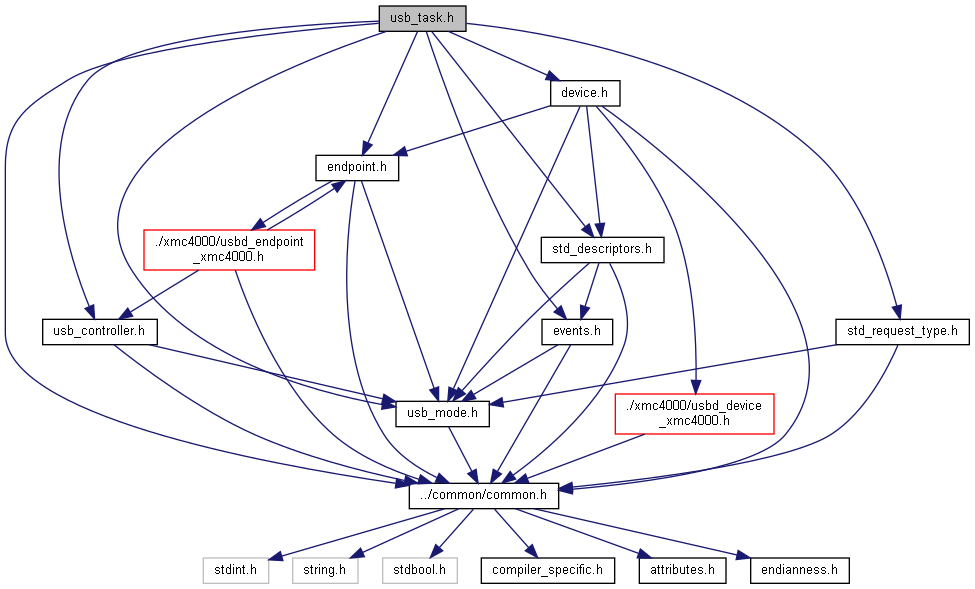 usb_task.h
device.h
endpoint.h
./xmc4000/usbd_endpoint
_xmc4000.h
std_descriptors.h
usb_controller.h
events.h
std_request_type.h
usb_mode.h
./xmc4000/usbd_device
_xmc4000.h
../common/common.h
stdint.h
string.h
stdbool.h
compiler_specific.h
attributes.h
endianness.h